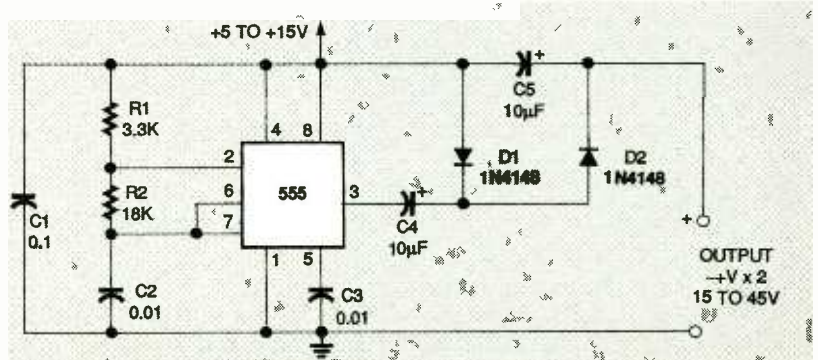 +5 TO +15V
R1
3.3K
C5
10µF
4
8
2
D1
1N4148
D2
1N4148
R2
18K
6
555
3
7
C4
10µF
C1
0.1
+
OUTPUT
→V x 2
15 TO 45V
1
5
C2
0.01
C3
0.01